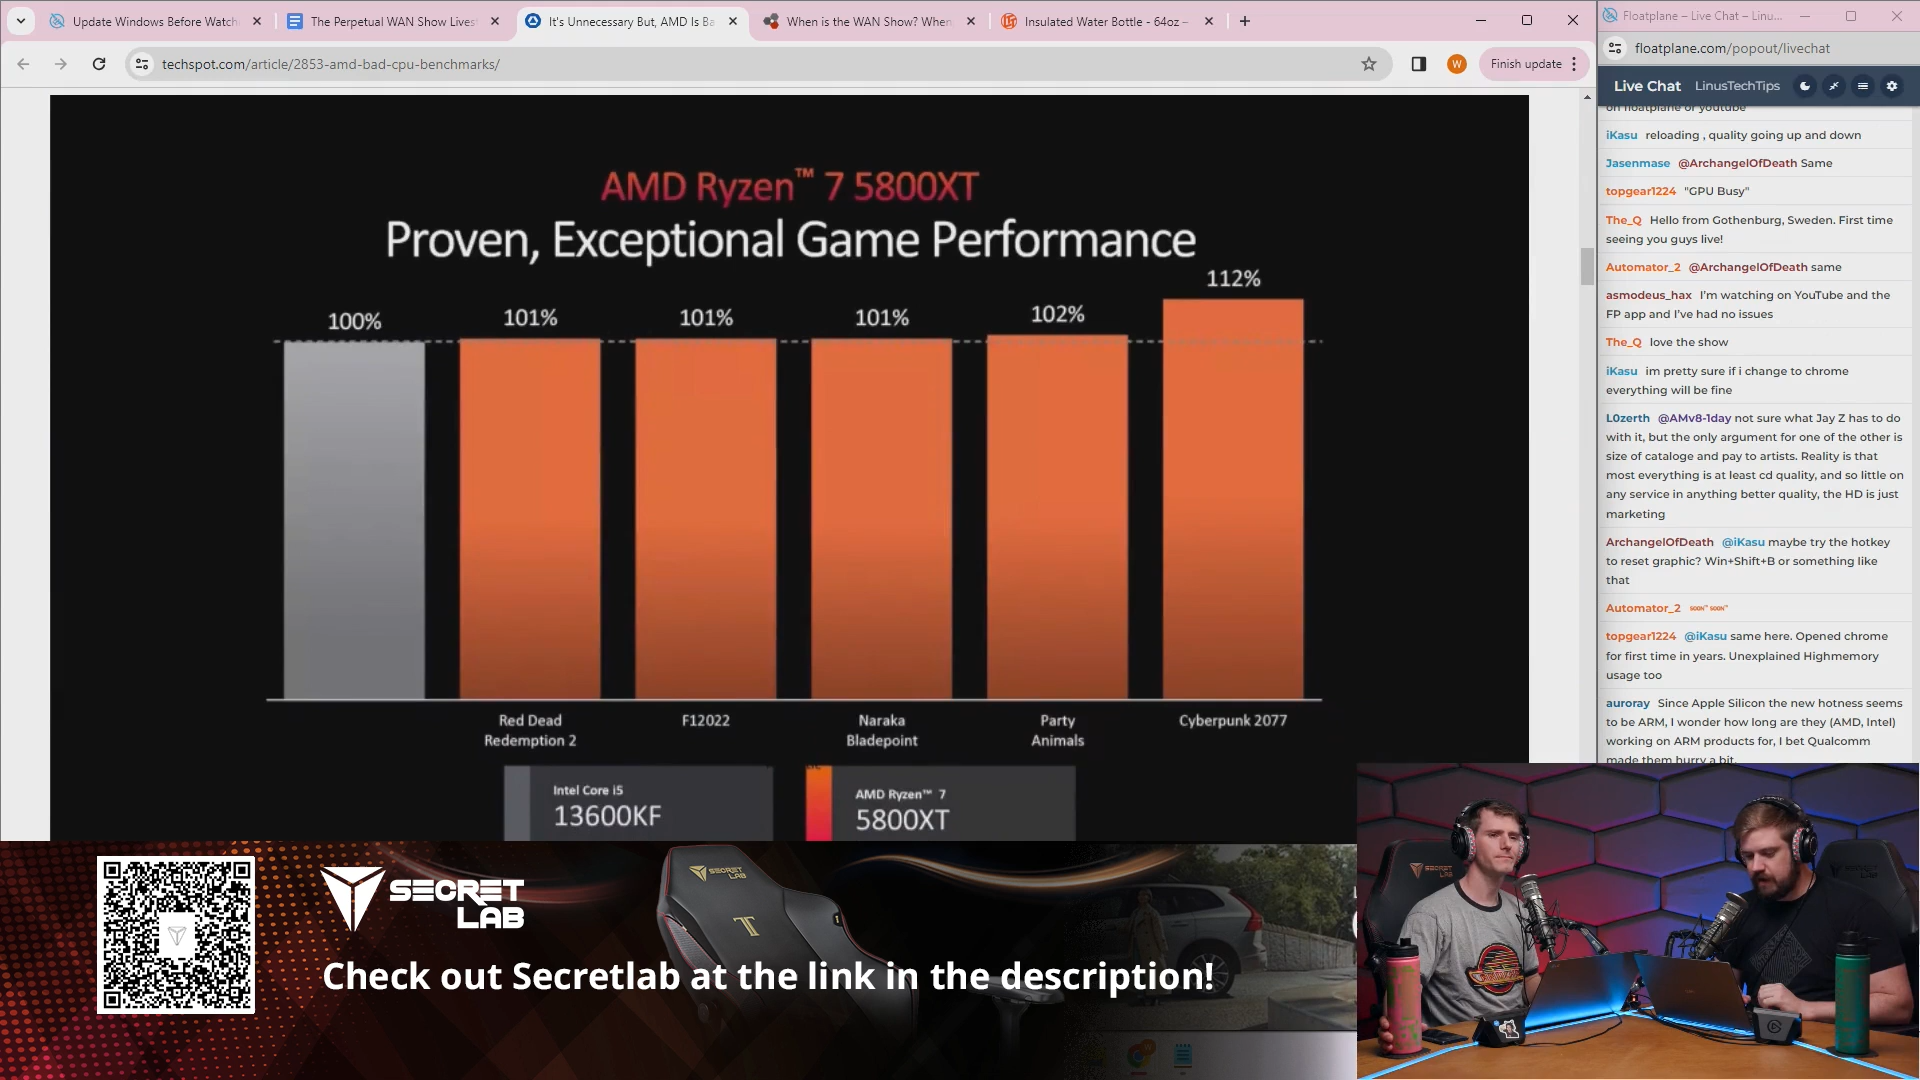 Update Windows Before Watch
The Perpetual WAN Show Lives
It's Unnecessary But, AMD Is Ba
When is the WAN Show? When
Insulated Water Bottle - 64oz –
techspot.com/article/2853-amd-bad-cpu-benchmarks/
W
Finish update
AMD Ryzen™ 7 5800XT
Proven, Exceptional Game Performance
100%
101%
101%
101%
102%
112%
Red Dead
Redemption 2
F12022
Naraka
Bladepoint
Party
Animals
Cyberpunk 2077
Intel Core i5
13600KF
AMD Ryzen™ 7
5800XT
Floatplane – Live Chat – Linu...
floatplane.com/popout/livechat
Live Chat LinusTechTips
on floatplane or youtube
iKasu reloading , quality going up and down
Jasenmase @ArchangelOfDeath Same
topgear1224 "GPU Busy"
The_Q Hello from Gothenburg, Sweden. First time
seeing you guys live!
Automator_2 @ArchangelOfDeath same
asmodeus_hax I'm watching on YouTube and the
FP app and I've had no issues
The_Q love the show
iKasu im pretty sure if i change to chrome
everything will be fine
L0zerth @AMv8-1day not sure what Jay Z has to do
with it, but the only argument for one of the other is
size of cataloge and pay to artists. Reality is that
most everything is at least cd quality, and so little on
any service in anything better quality, the HD is just
marketing
ArchangelOfDeath @iKasu maybe try the hotkey
to reset graphic? Win+Shift+B or something like
that
Automator_2 SOON™ SOON™
topgear1224 @iKasu same here. Opened chrome
for first time in years. Unexplained Highmemory
usage too
auroray Since Apple Silicon the new hotness seems
to be ARM, I wonder how long are they (AMD, Intel)
working on ARM products for, I bet Qualcomm
made them hurry a bit.
SECRET
LAB
Check out Secretlab at the link in the description!
SECRET
LAB